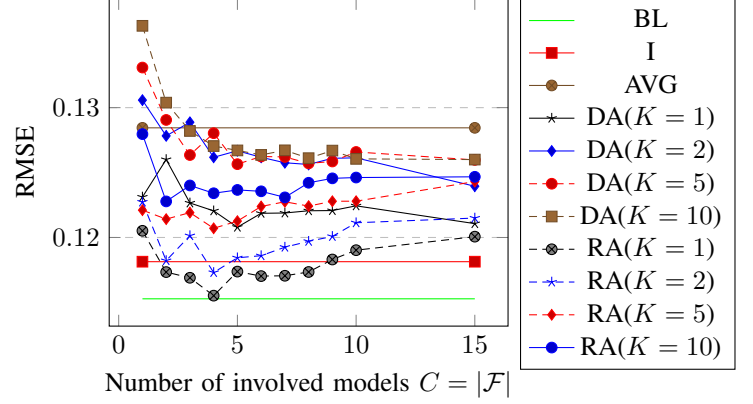 0.13
0.12
RMSE
0
5
10
15
Number of involved models C = |ℱ|
BL
I
AVG
DA(K = 1)
DA(K = 2)
DA(K = 5)
DA(K = 10)
RA(K = 1)
RA(K = 2)
RA(K = 5)
RA(K = 10)